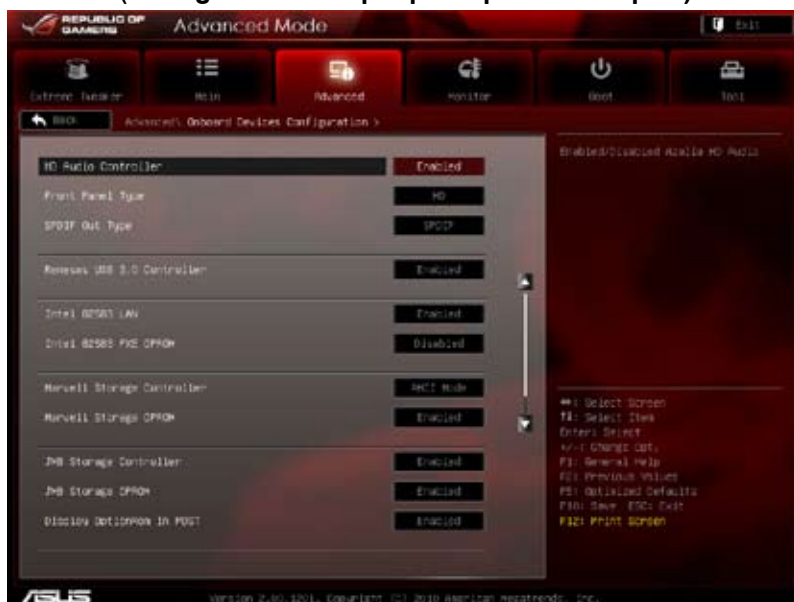 REPUBLIC OF GAMERS
Advanced Mode
Exit
Extreme Tweaker
Main
Advanced
Monitor
Boot
Tool
Back
Advanced\ Onboard Devices Configuration >
HD Audio Controller Enabled
Front Panel Type HD
SPDIF Out Type SPDIF
Renesas USB 3.0 Controller Enabled
Intel 82583 LAN Enabled
Intel 82583 PXE OPROM Disabled
Marvell Storage Controller AHCI Mode
Marvell Storage OPROM Enabled
JMB Storage Controller Enabled
JMB Storage OPROM Enabled
Display OptionRom in POST Enabled
Enabled/Disabled Azalia HD Audio
: Select Screen
: Select Item
Enter: Select
+/-: Change Opt.
F1: General Help
F2: Previous Values
F5: Optimized Defaults
F10: Save ESC: Exit
F12: Print Screen
ASUS
Version 2.00.1201. Copyright (C) 2010 American Megatrends, Inc.